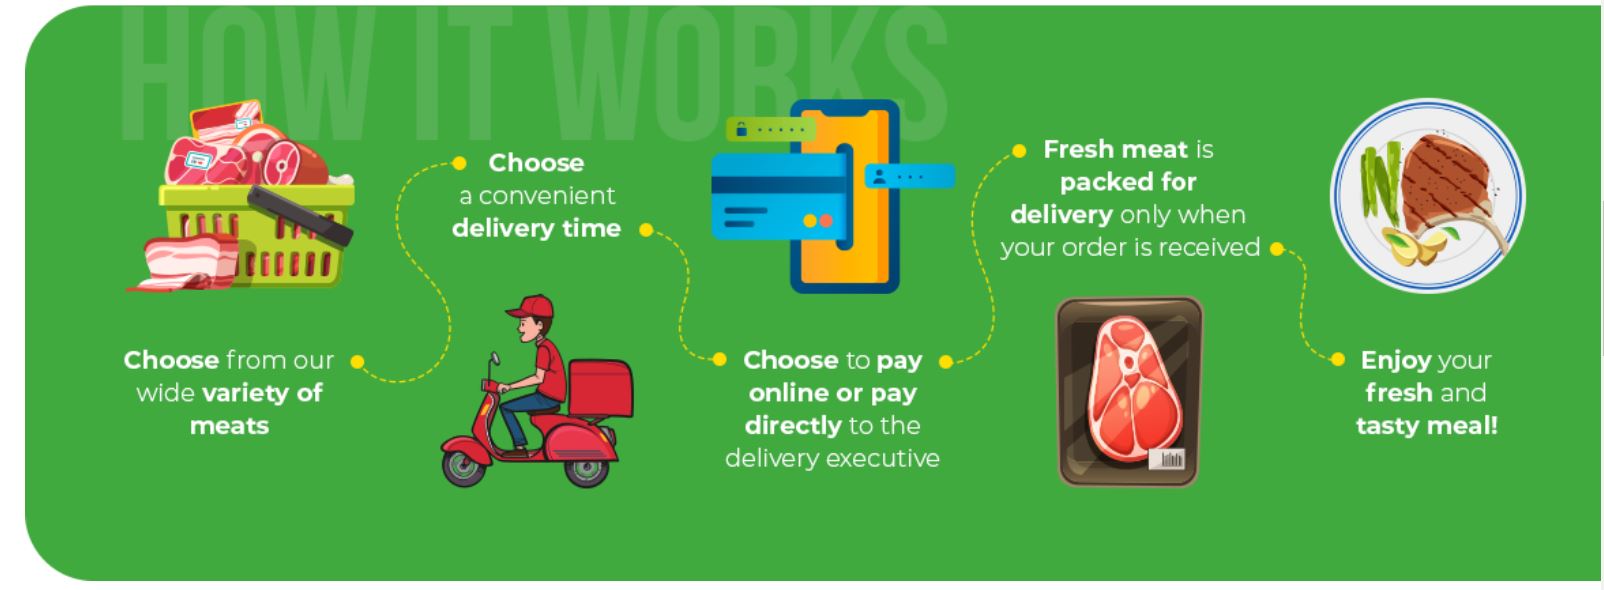 HOW IT WORKS
Choose from our
wide variety of
meats
Choose
a convenient
delivery time
Choose to pay
online or pay
directly to the
delivery executive
Fresh meat is
packed for
delivery only when
your order is received
Enjoy your
fresh and
tasty meal!